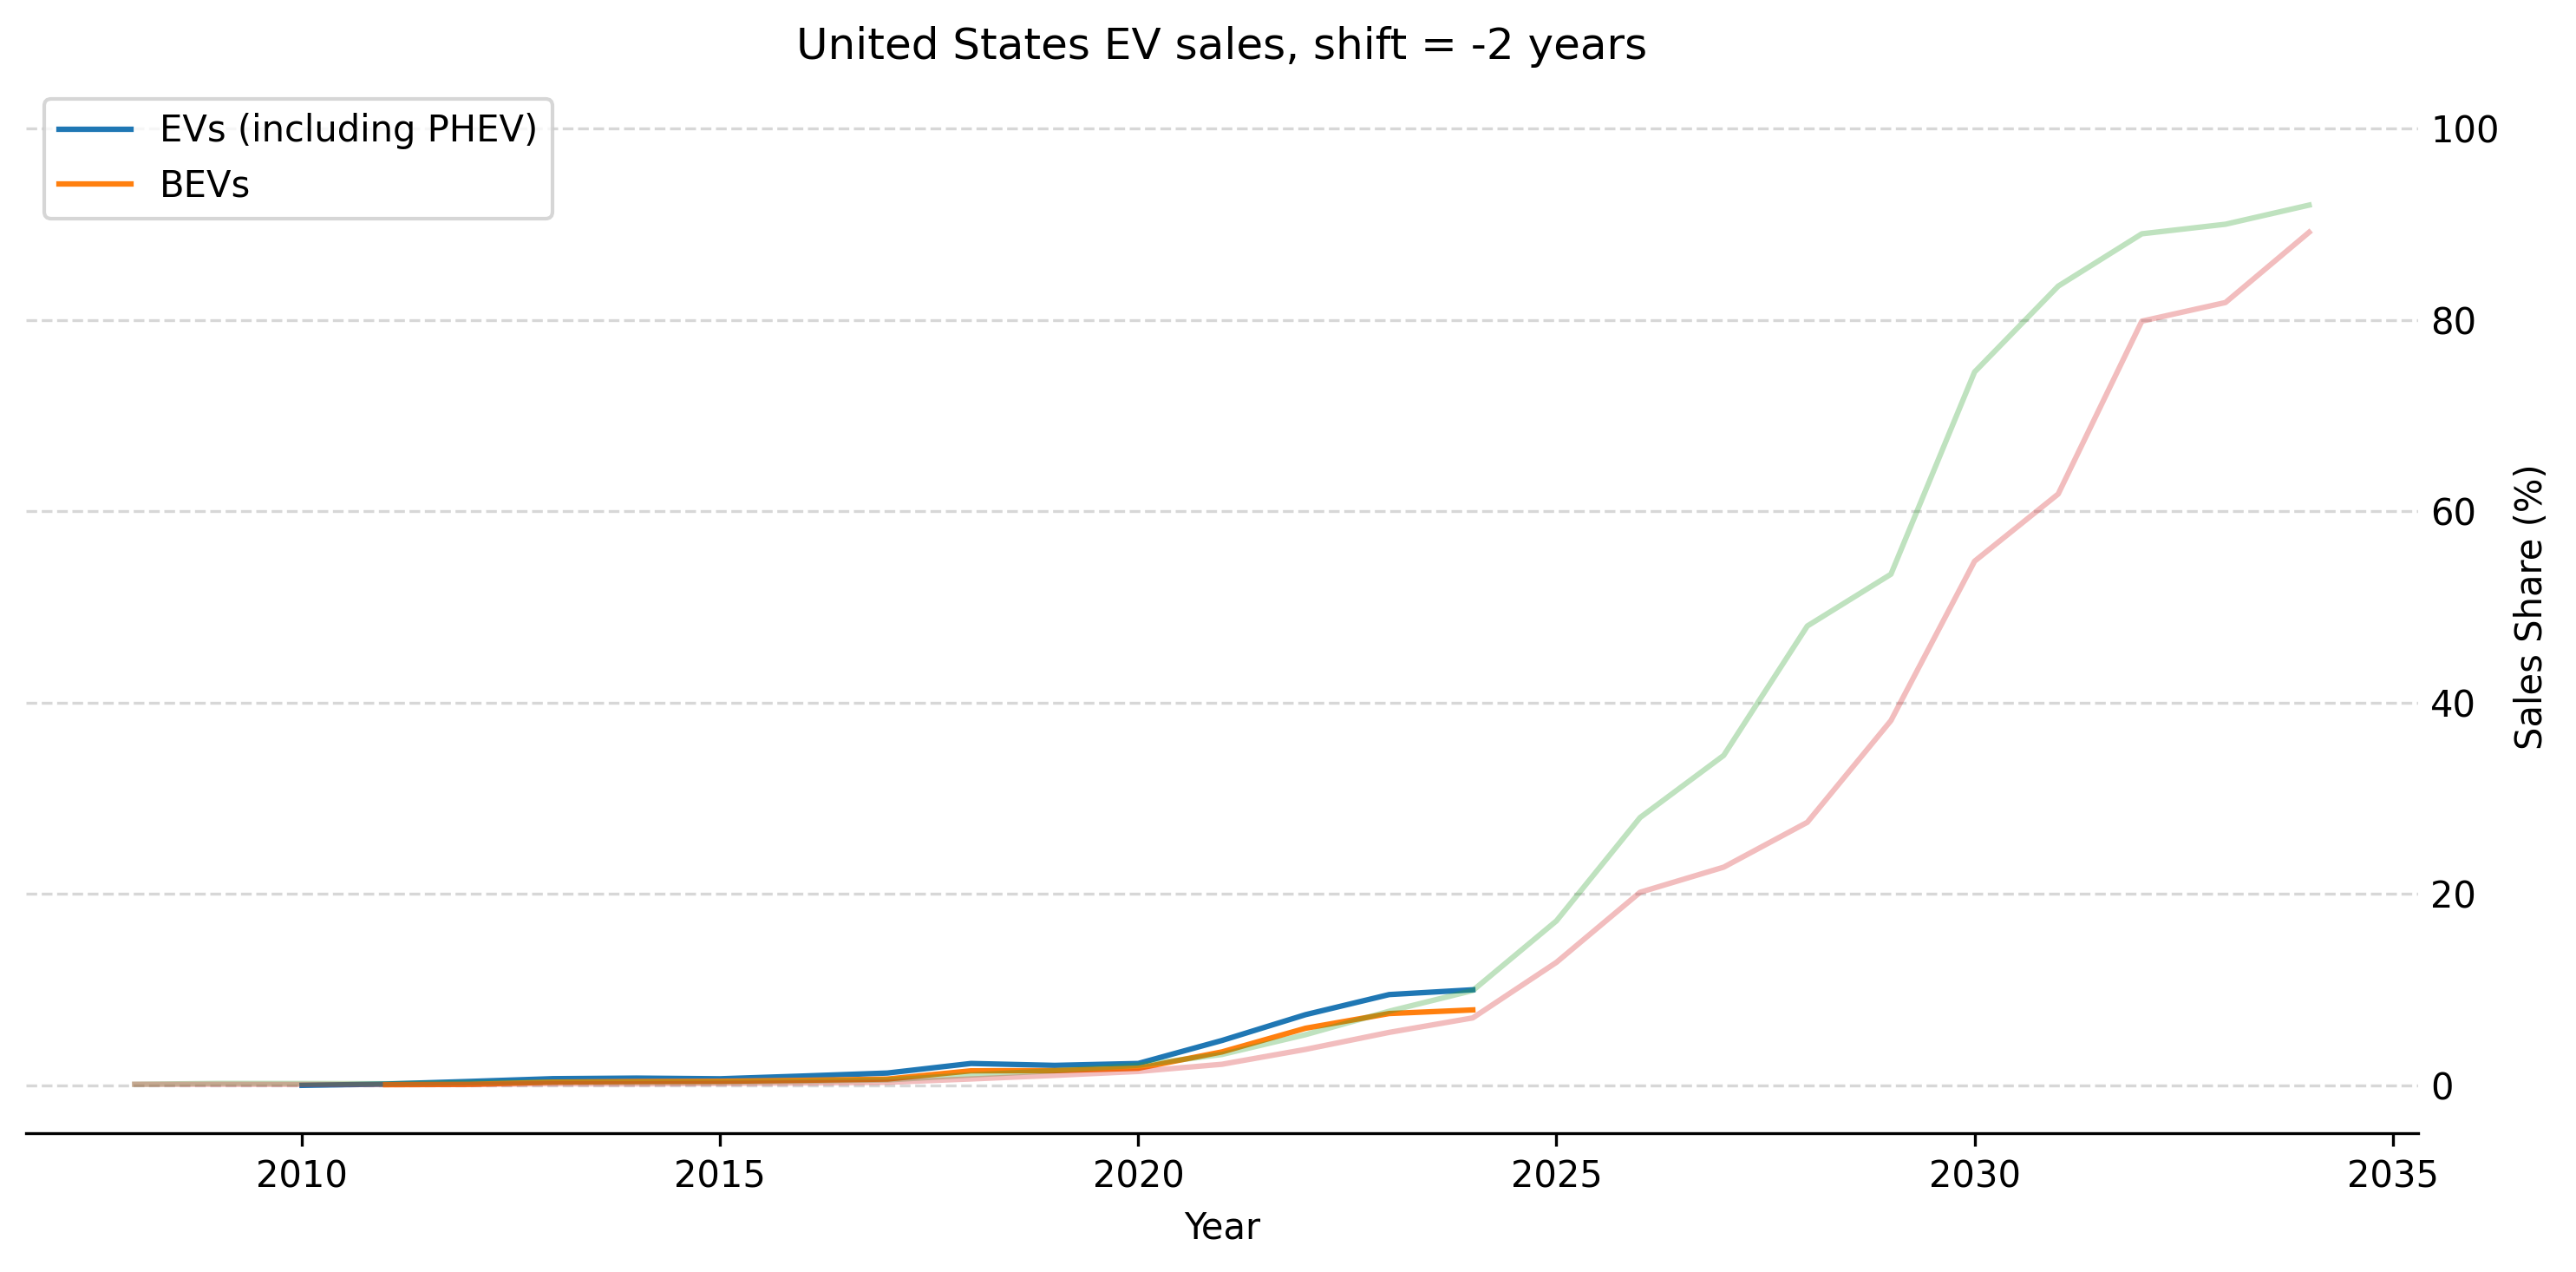 United States EV sales, shift = -2 years
EVs (including PHEV)
BEVs
100
80
60
40
20
0
Sales Share (%)
2010 2015 2020 2025 2030 2035
Year